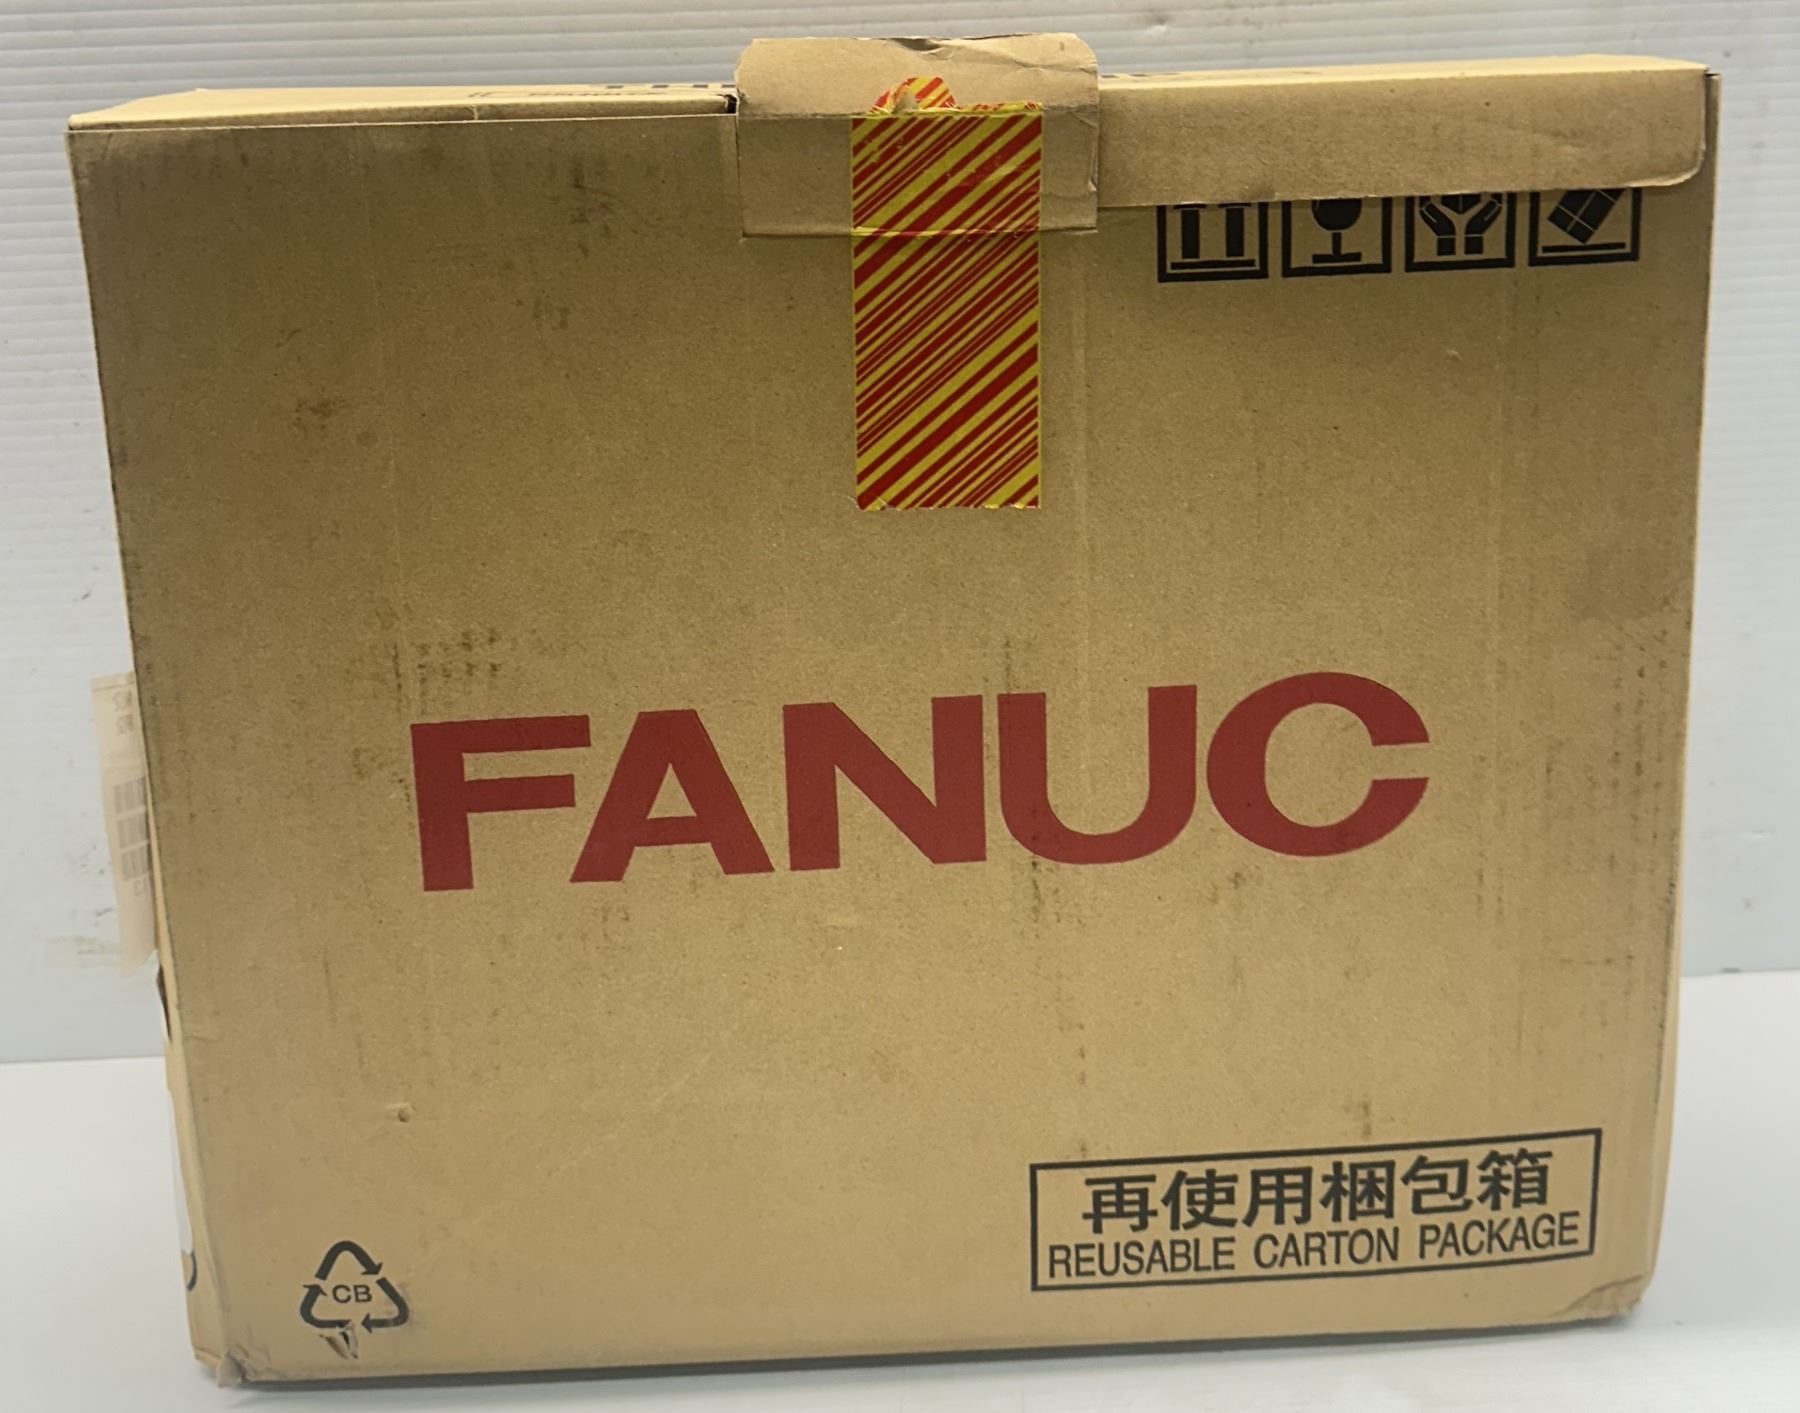 FANUC
再使用梱包箱
REUSABLE CARTON PACKAGE
CB